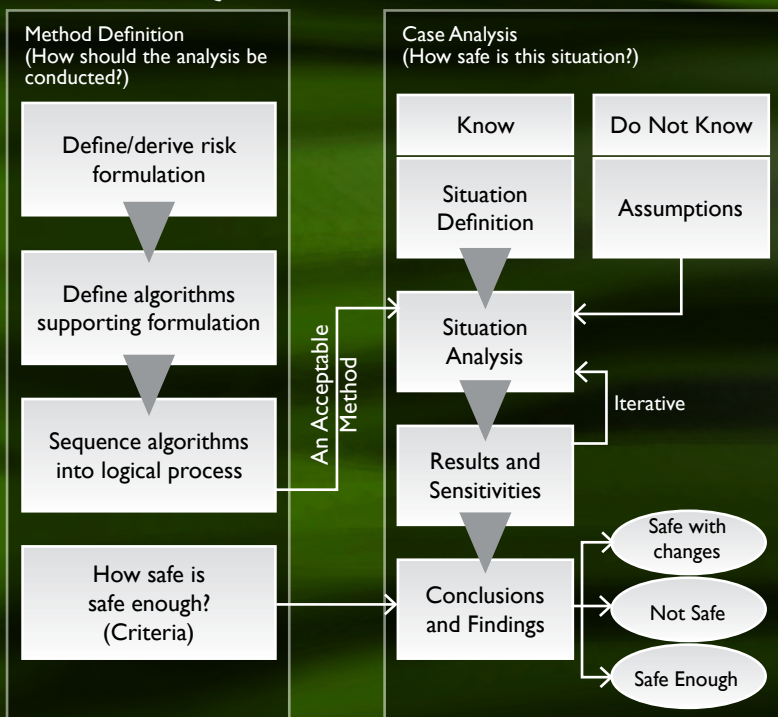 Method Definition
(How should the analysis be
conducted?)
Define/derive risk
formulation
Define algorithms
supporting formulation
Sequence algorithms
into logical process
How safe is
safe enough?
(Criteria)
An Acceptable
Method
Case Analysis
(How safe is this situation?)
Know
Do Not Know
Situation
Definition
Assumptions
Situation
Analysis
Iterative
Results and
Sensitivities
Conclusions
and Findings
Safe with
changes
Not Safe
Safe Enough